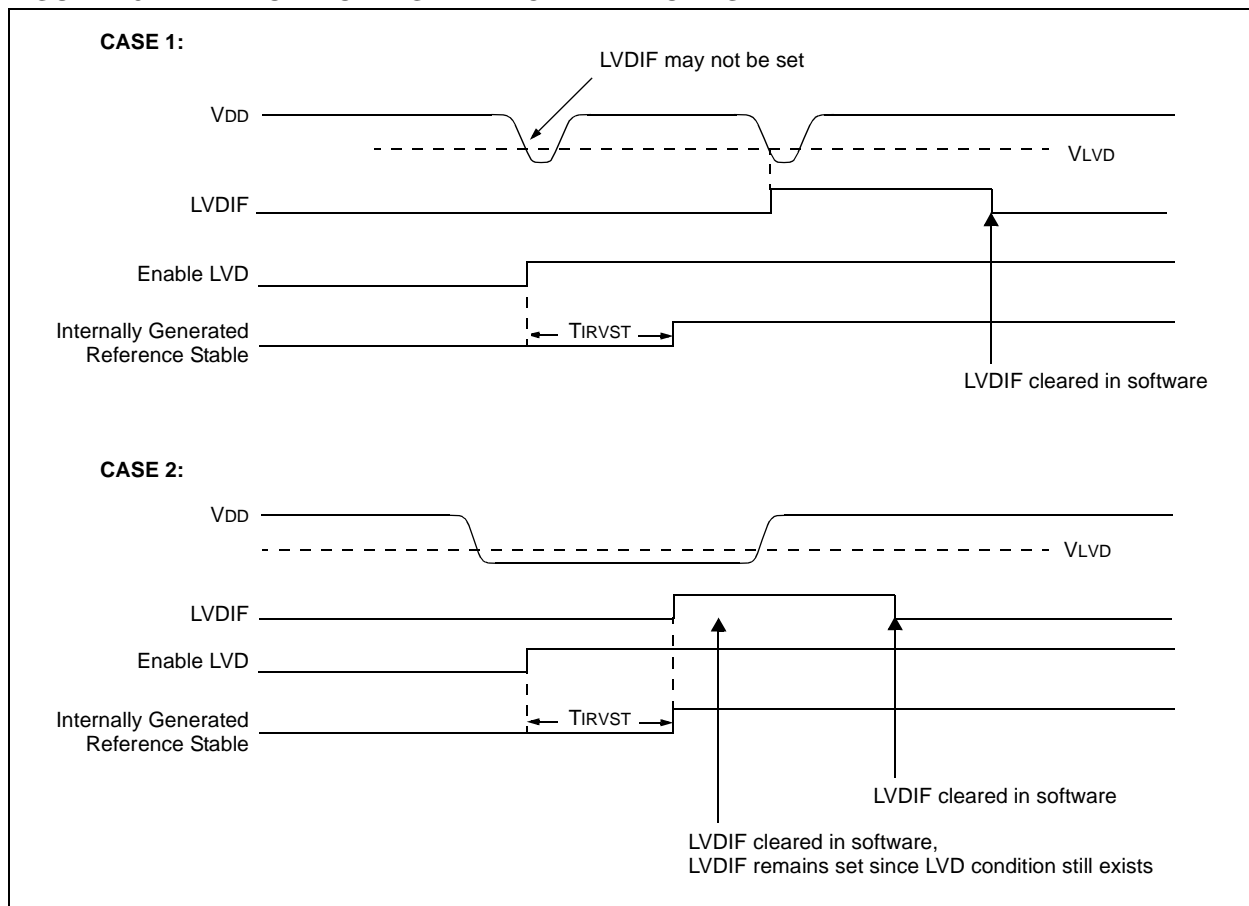 CASE 1:
LVDIF may not be set
VDD
VLVD
LVDIF
Enable LVD
TIRVST
Internally Generated
Reference Stable
LVDIF cleared in software
CASE 2:
VDD
VLVD
LVDIF
Enable LVD
TIRVST
Internally Generated
Reference Stable
LVDIF cleared in software
LVDIF cleared in software,
LVDIF remains set since LVD condition still exists